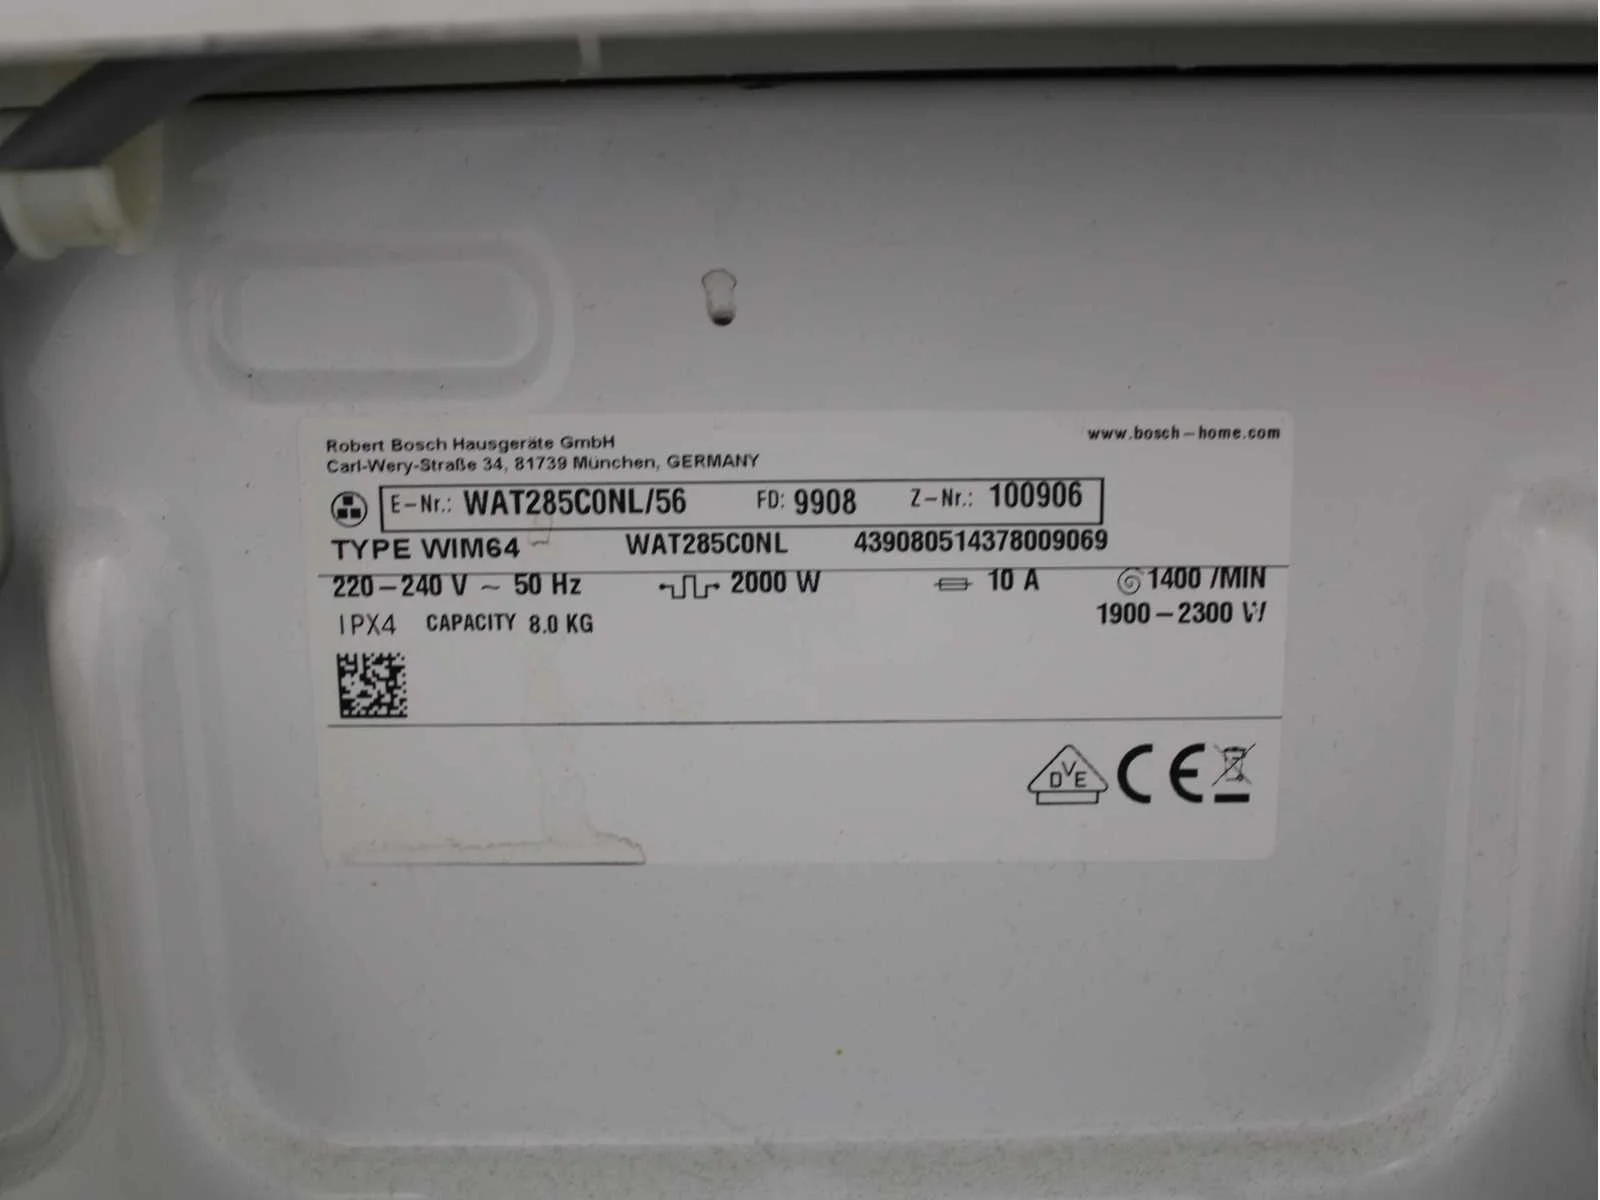 Robert Bosch Hausgeräte GmbH
www.bosch-home.com
Carl-Wery-Straße 34, 81739 München, GERMANY
E-Nr.: WAT285C0NL/56 FD: 9908 Z-Nr.: 100906
TYPE WIM64 WAT285C0NL 439080514378009069
220-240 V ~ 50 Hz 2000 W 10 A 1400 /MIN
IPX4 CAPACITY 8.0 KG 1900-2300 W
DVE CE